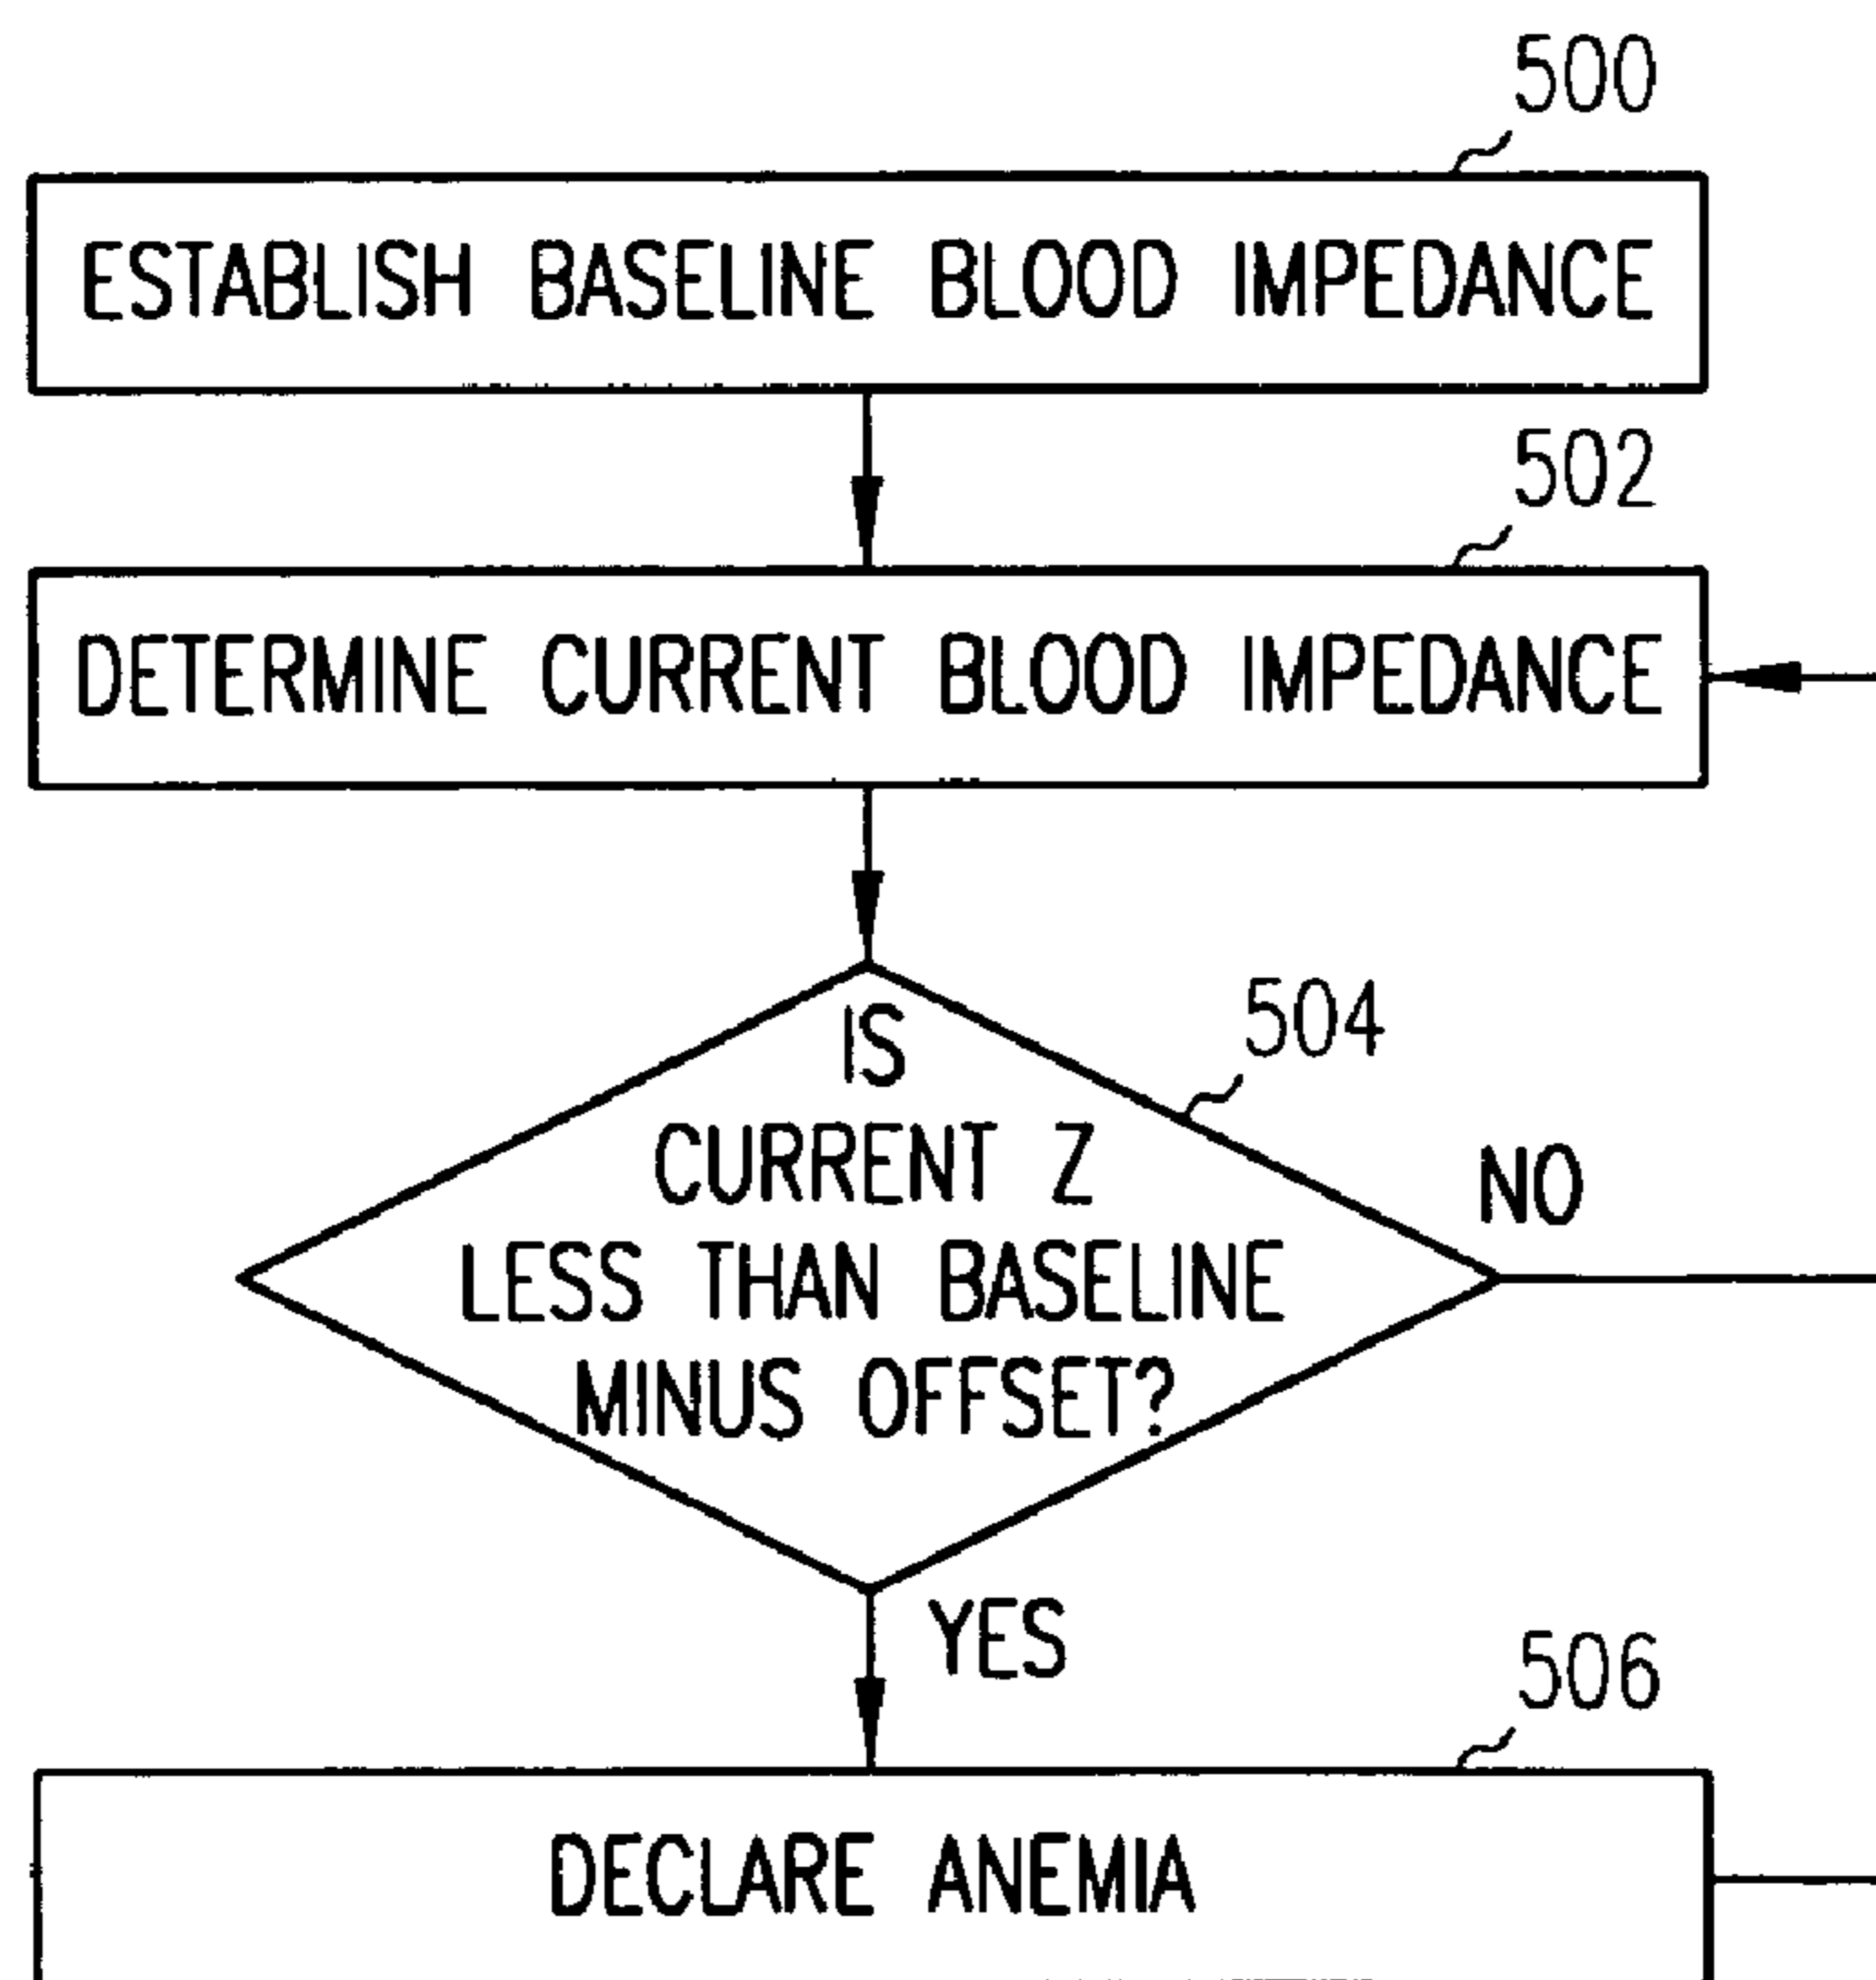 500
ESTABLISH BASELINE BLOOD IMPEDANCE
502
DETERMINE CURRENT BLOOD IMPEDANCE
504
IS
CURRENT Z
LESS THAN BASELINE
MINUS OFFSET?
NO
YES
506
DECLARE ANEMIA